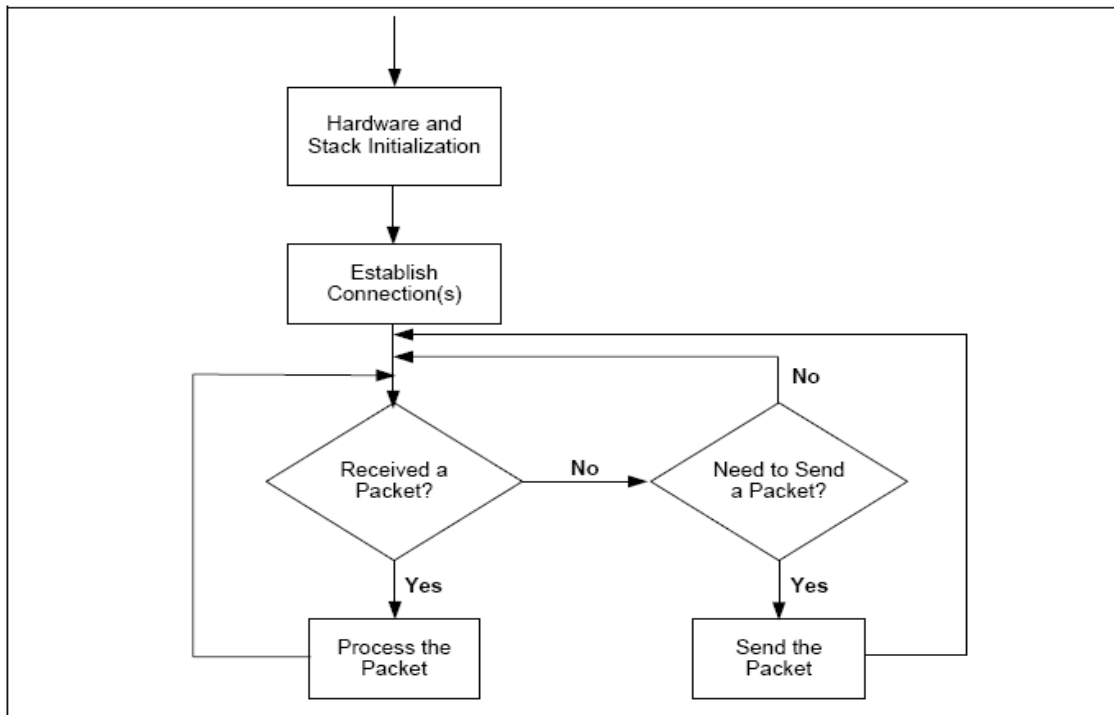 Hardware and
Stack Initialization
Establish
Connection(s)
No
Received a
Packet?
No
Need to Send
a Packet?
Yes
Yes
Process the
Packet
Send the
Packet